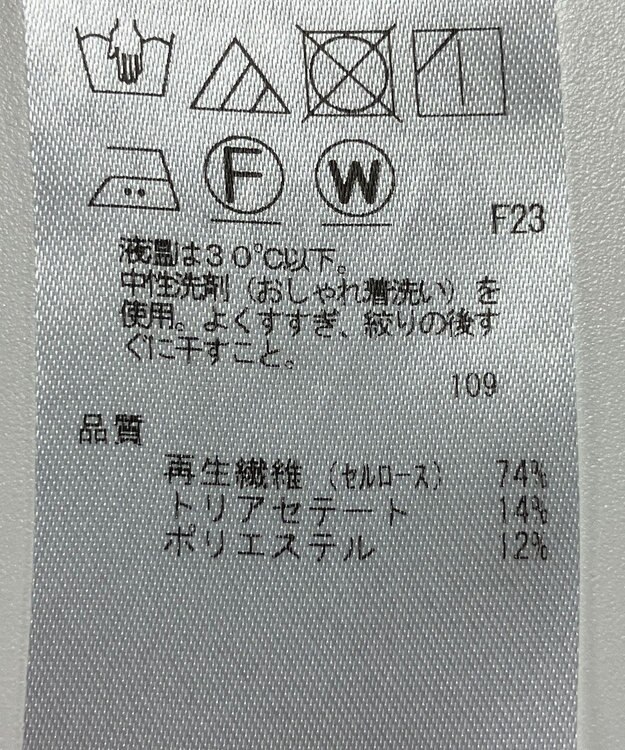 F W
F23
液温は30℃以下。
中性洗剤（おしゃれ着洗い）を
使用。よくすすぎ、絞りの後す
ぐに干すこと。
109
品質
再生繊維（セルロース） 74%
トリアセテート 14%
ポリエステル 12%